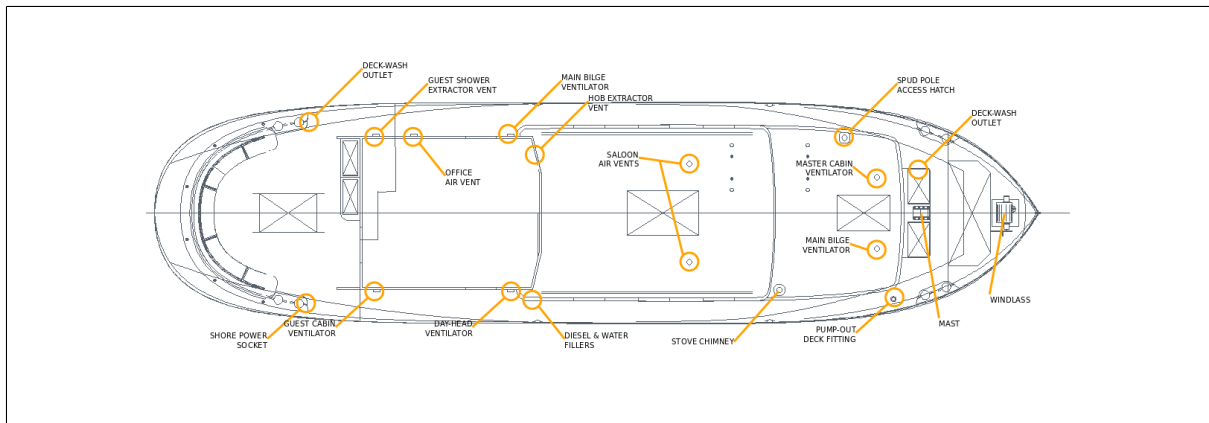 DECK-WASH
OUTLET
GUEST SHOWER
EXTRACTOR VENT
MAIN BILGE
VENTILATOR
HOB EXTRACTOR
VENT
SPUD POLE
ACCESS HATCH
DECK-WASH
OUTLET
OFFICE
AIR VENT
SALOON
AIR VENTS
MASTER CABIN
VENTILATOR
MAIN BILGE
VENTILATOR
WINDLASS
SHORE POWER
SOCKET
GUEST CABIN
VENTILATOR
DAY-HEAD
VENTILATOR
DIESEL & WATER
FILLERS
STOVE CHIMNEY
PUMP-OUT
DECK FITTING
MAST